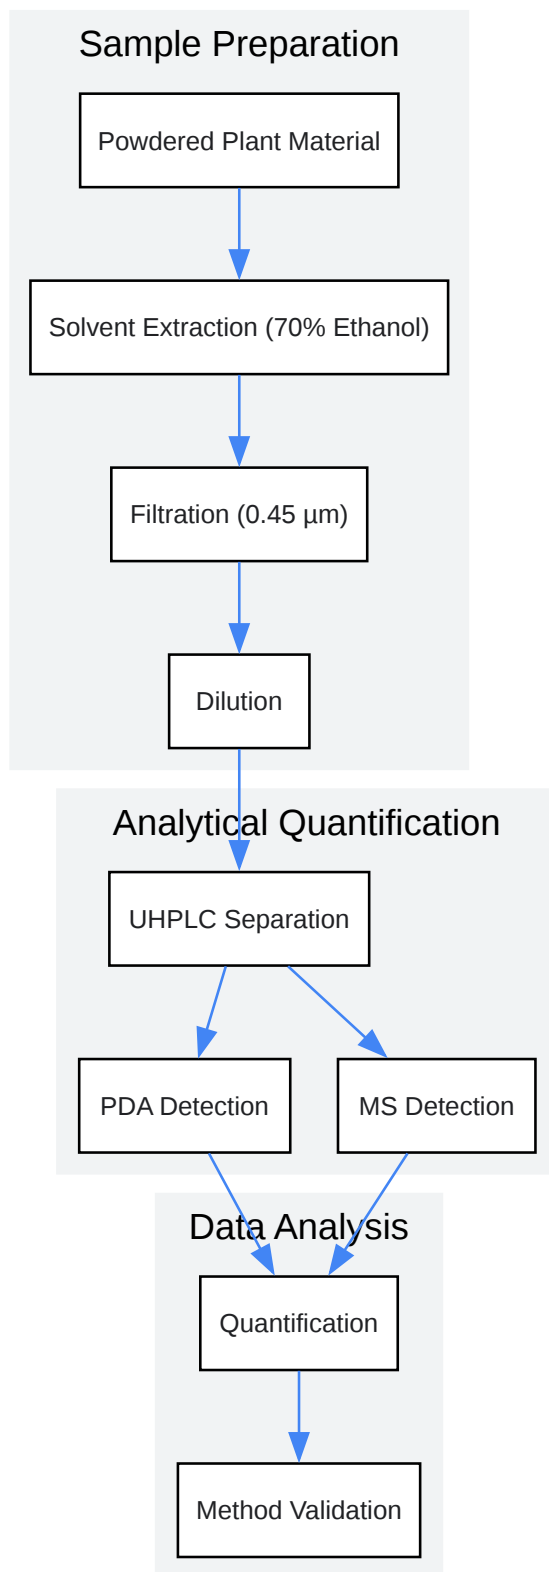 Sample Preparation
Powdered Plant Material
Solvent Extraction (70% Ethanol)
Filtration (0.45 µm)
Dilution
Analytical Quantification
UHPLC Separation
PDA Detection
MS Detection
Data Analysis
Quantification
Method Validation